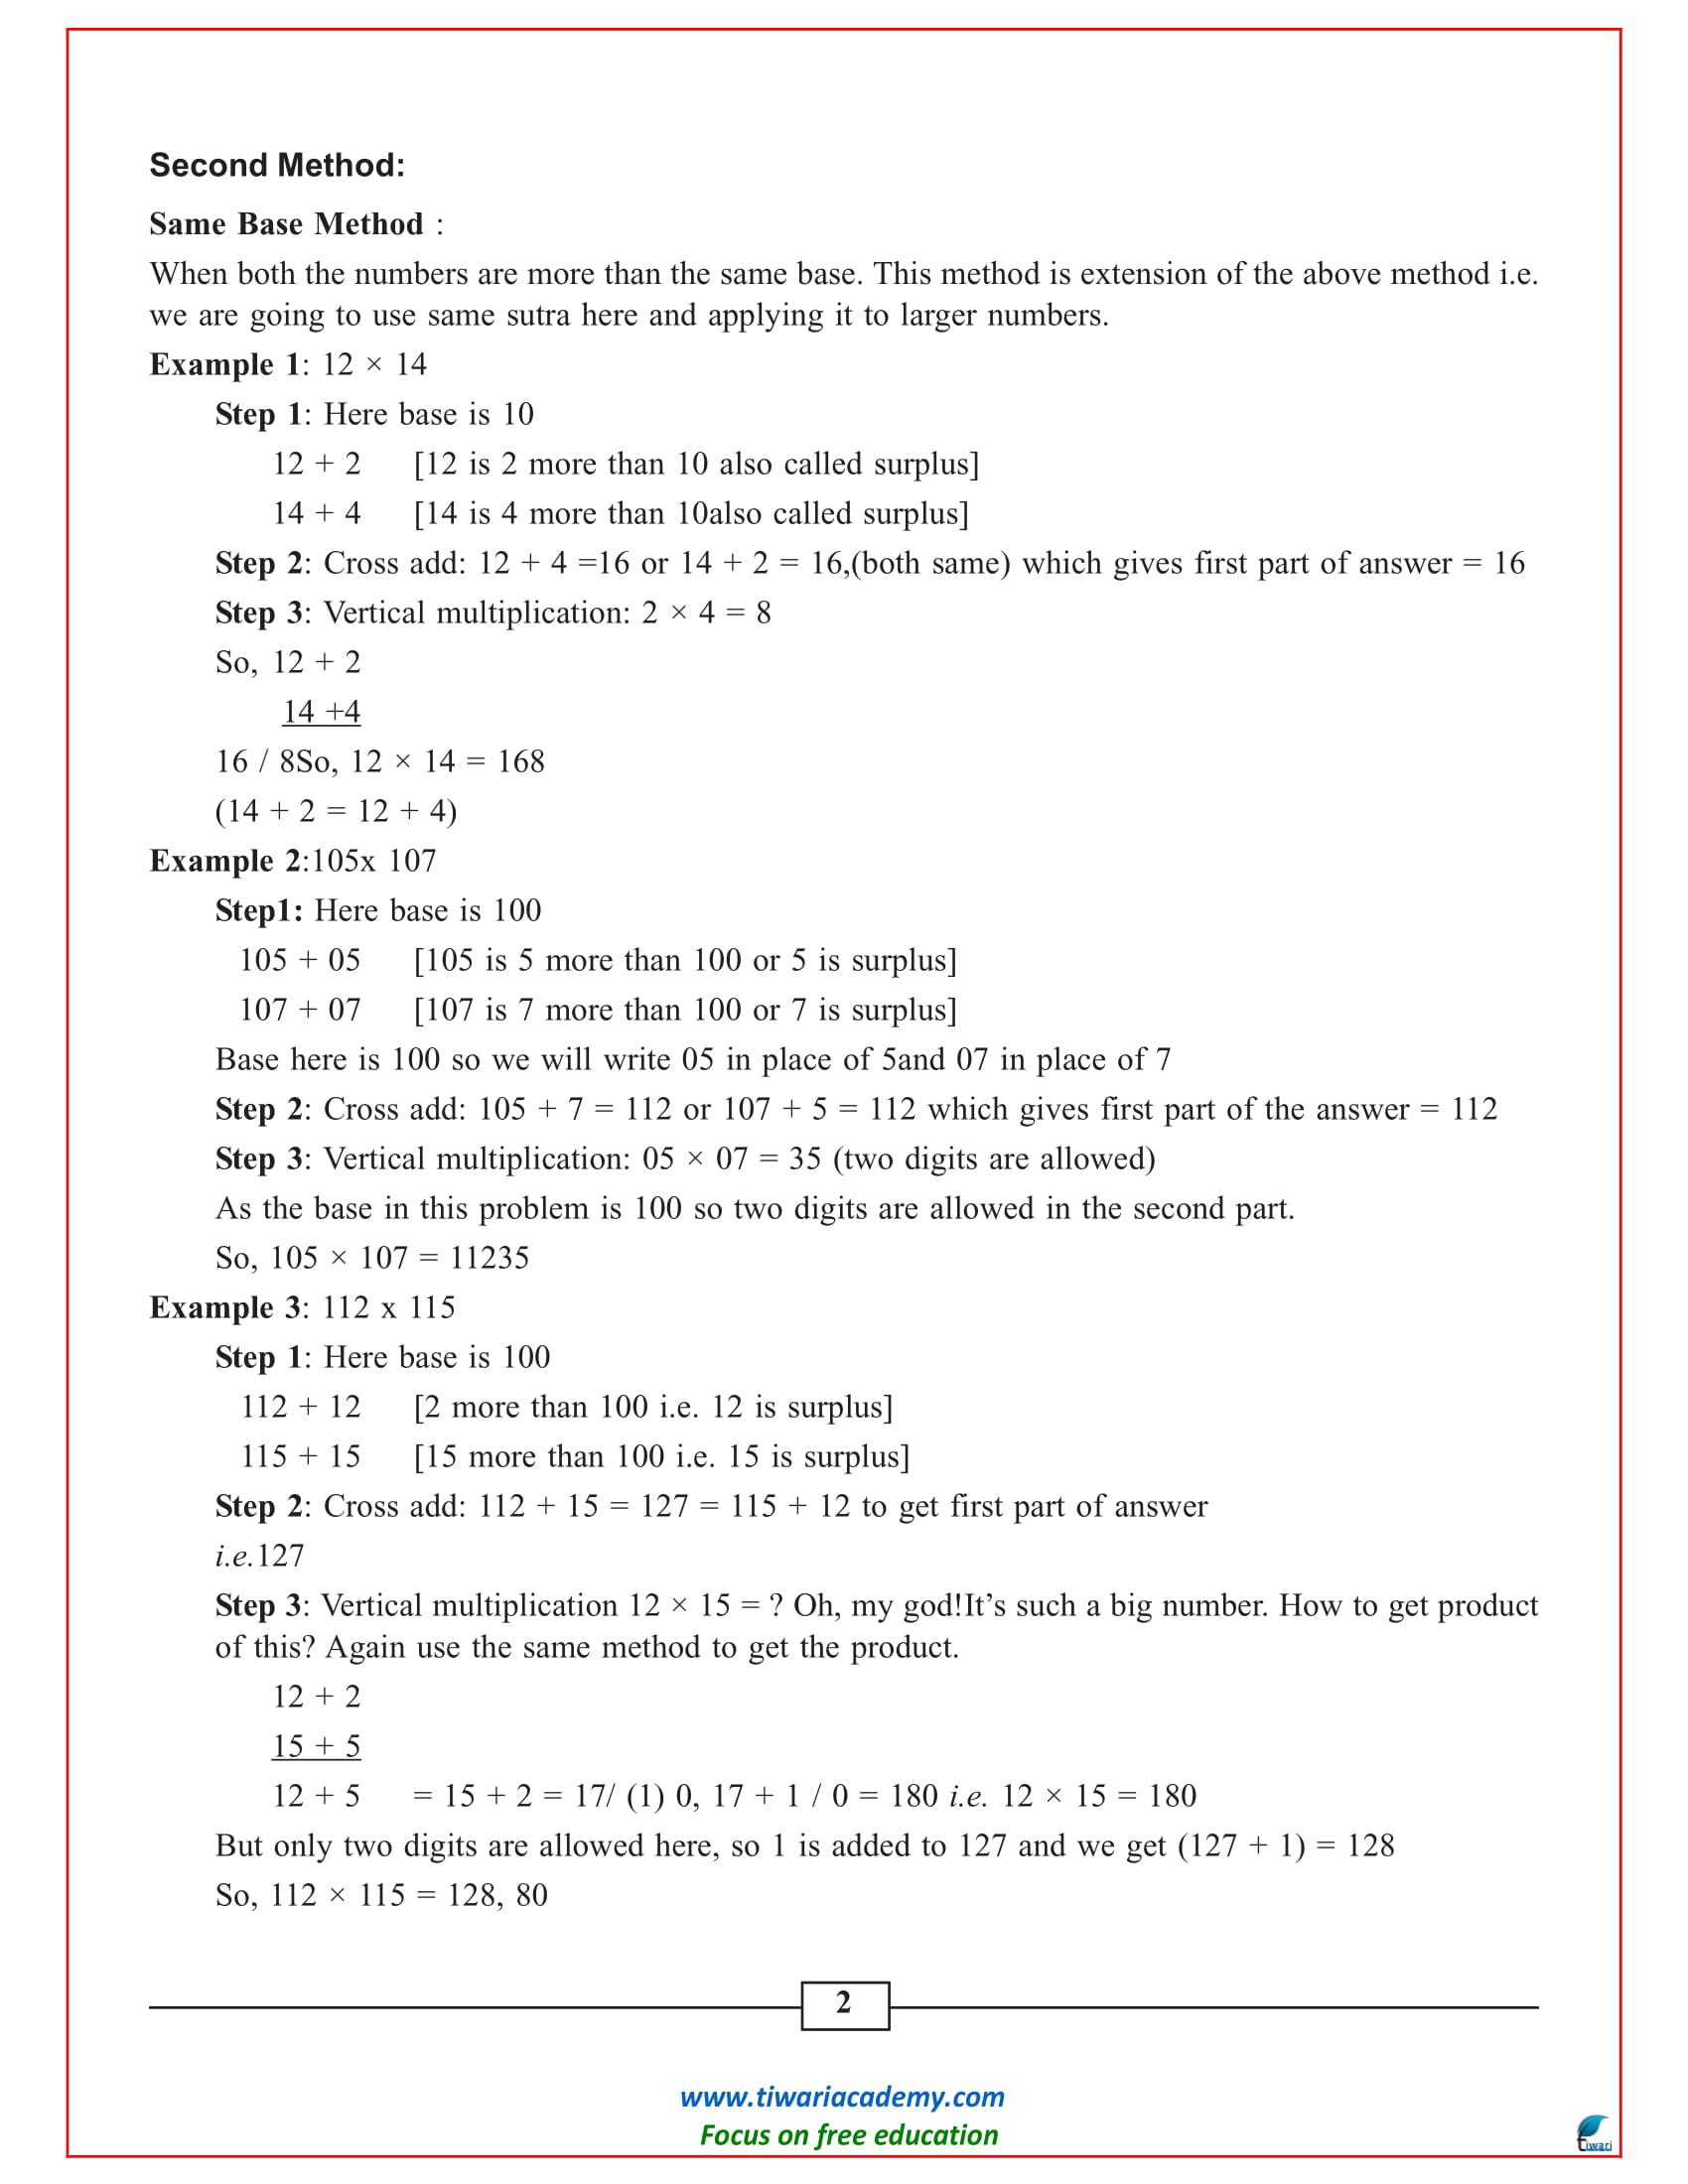 Second Method:
Same Base Method :
When both the numbers are more than the same base. This method is extension of the above method i.e.
we are going to use same sutra here and applying it to larger numbers.
Example 1: 12 × 14
Step 1: Here base is 10
12 + 2 [12 is 2 more than 10 also called surplus]
14 + 4 [14 is 4 more than 10also called surplus]
Step 2: Cross add: 12 + 4 =16 or 14 + 2 = 16,(both same) which gives first part of answer = 16
Step 3: Vertical multiplication: 2 × 4 = 8
So, 12 + 2
14 +4
16 / 8So, 12 × 14 = 168
(14 + 2 = 12 + 4)
Example 2:105x 107
Step1: Here base is 100
105 + 05 [105 is 5 more than 100 or 5 is surplus]
107 + 07 [107 is 7 more than 100 or 7 is surplus]
Base here is 100 so we will write 05 in place of 5and 07 in place of 7
Step 2: Cross add: 105 + 7 = 112 or 107 + 5 = 112 which gives first part of the answer = 112
Step 3: Vertical multiplication: 05 × 07 = 35 (two digits are allowed)
As the base in this problem is 100 so two digits are allowed in the second part.
So, 105 × 107 = 11235
Example 3: 112 x 115
Step 1: Here base is 100
112 + 12 [2 more than 100 i.e. 12 is surplus]
115 + 15 [15 more than 100 i.e. 15 is surplus]
Step 2: Cross add: 112 + 15 = 127 = 115 + 12 to get first part of answer
i.e.127
Step 3: Vertical multiplication 12 × 15 = ? Oh, my god!It’s such a big number. How to get product
of this? Again use the same method to get the product.
12 + 2
15 + 5
12 + 5 = 15 + 2 = 17/ (1) 0, 17 + 1 / 0 = 180 i.e. 12 × 15 = 180
But only two digits are allowed here, so 1 is added to 127 and we get (127 + 1) = 128
So, 112 × 115 = 128, 80
2
www.tiwariacademy.com
Focus on free education
Tiwari